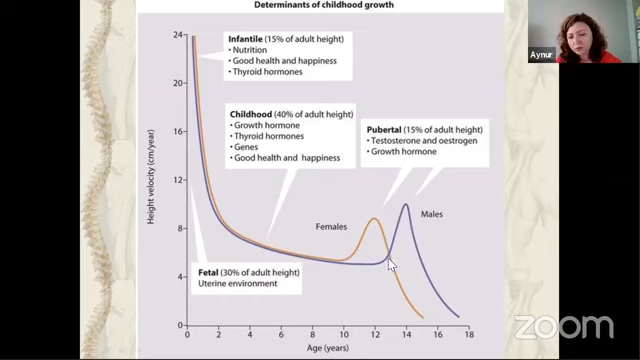 Determinants of childhood growth
Aynur
24
20
16
12
8
4
0
Height velocity (cm/year)
Infantile (15% of adult height)
• Nutrition
• Good health and happiness
• Thyroid hormones
Childhood (40% of adult height)
• Growth hormone
• Thyroid hormones
• Genes
• Good health and happiness
Pubertal (15% of adult height)
• Testosterone and oestrogen
• Growth hormone
Females
Males
Fetal (30% of adult height)
Uterine environment
0 2 4 6 8 10 12 14 16 18
Age (years)
zoom